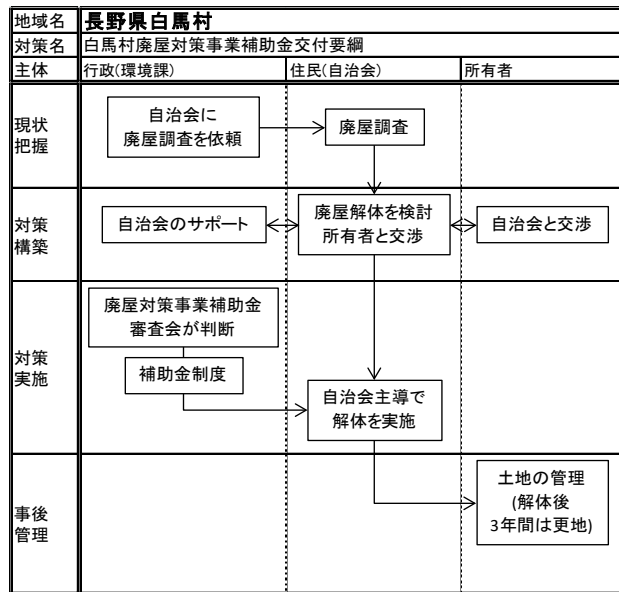 地域名
長野県白馬村
対策名
白馬村廃屋対策事業補助金交付要綱
主体
行政(環境課)
住民(自治会)
所有者
現状
把握
自治会に
廃屋調査を依頼
廃屋調査
対策
構築
自治会のサポート
廃屋解体を検討
所有者と交渉
自治会と交渉
対策
実施
廃屋対策事業補助金
審査会が判断
補助金制度
自治会主導で
解体を実施
事後
管理
土地の管理
(解体後
3年間は更地)